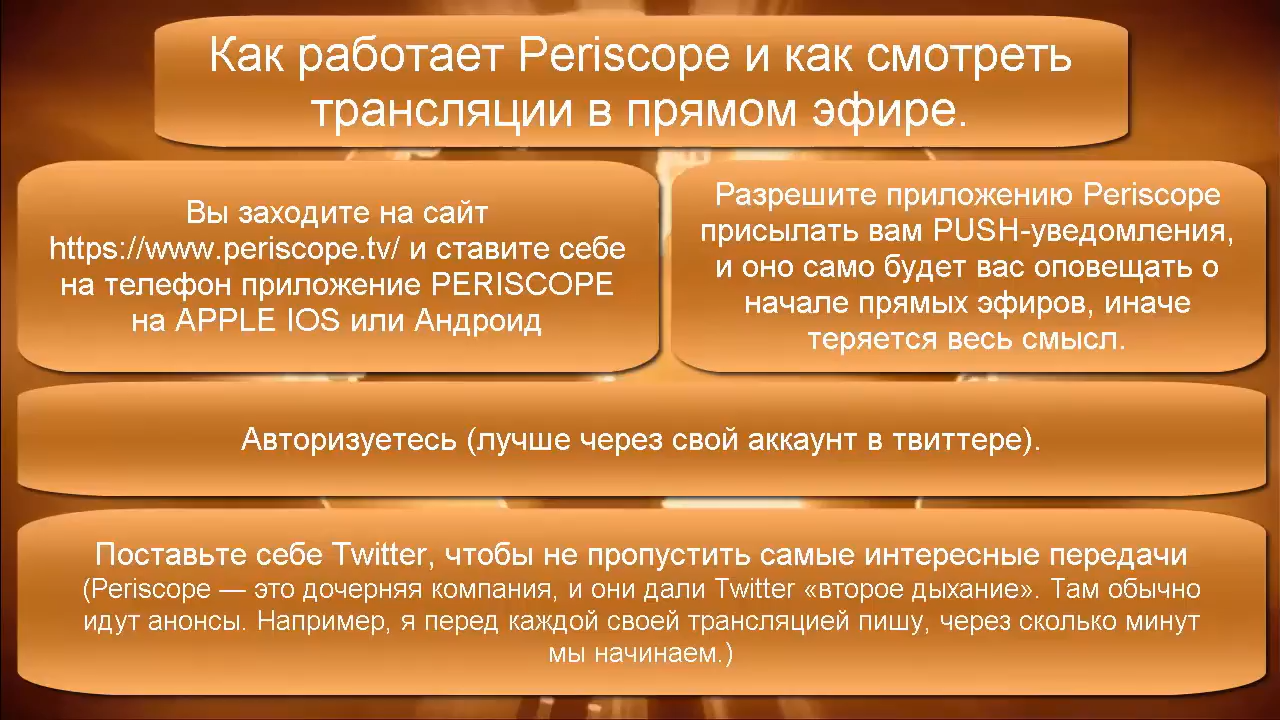 Как работает Periscope и как смотреть
трансляции в прямом эфире.
Вы заходите на сайт
https://www.periscope.tv/ и ставите себе
на телефон приложение PERISCOPE
на APPLE IOS или Андроид
Разрешите приложению Periscope
присылать вам PUSH-уведомления,
и оно само будет вас оповещать о
начале прямых эфиров, иначе
теряется весь смысл.
Авторизуетесь (лучше через свой аккаунт в твиттере).
Поставьте себе Twitter, чтобы не пропустить самые интересные передачи
(Periscope — это дочерняя компания, и они дали Twitter «второе дыхание». Там обычно
идут анонсы. Например, я перед каждой своей трансляцией пишу, через сколько минут
мы начинаем.)